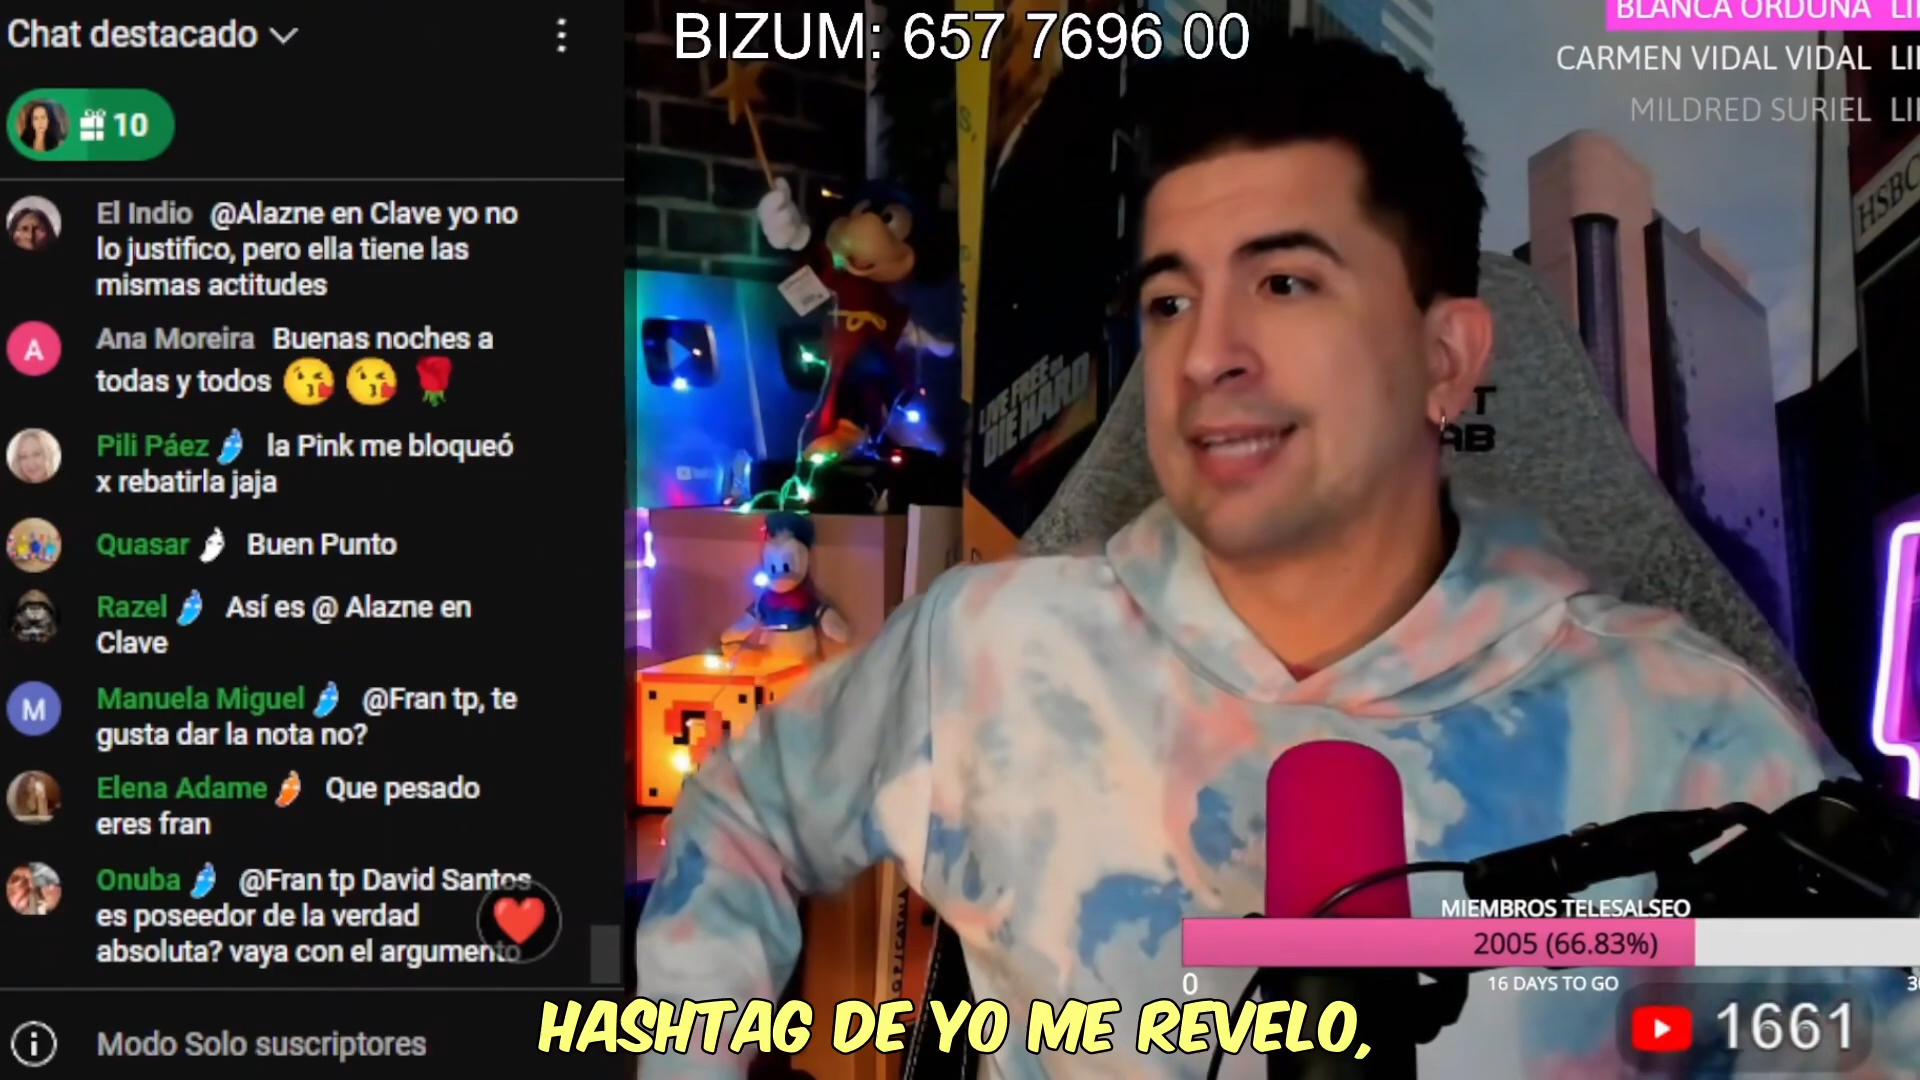 Chat destacado
10
El Indio @Alazne en Clave yo no
lo justifico, pero ella tiene las
mismas actitudes
Ana Moreira Buenas noches a
todas y todos
Pili Páez la Pink me bloqueó
x rebatirla jaja
Quasar Buen Punto
Razel Así es @ Alazne en
Clave
Manuela Miguel @Fran tp, te
gusta dar la nota no?
Elena Adame Que pesado
eres fran
Onuba @Fran tp David Santos
es poseedor de la verdad
absoluta? vaya con el argumento
Modo Solo suscriptores
BIZUM: 657 7696 00
BLANCA ORDUNA
CARMEN VIDAL VIDAL
MILDRED SURIEL
HSBC
LIVE FREE or
DIE HARD
MIEMBROS TELESALSEO
2005 (66.83%)
0
16 DAYS TO GO
1661
HASHTAG DE YO ME REVELO,